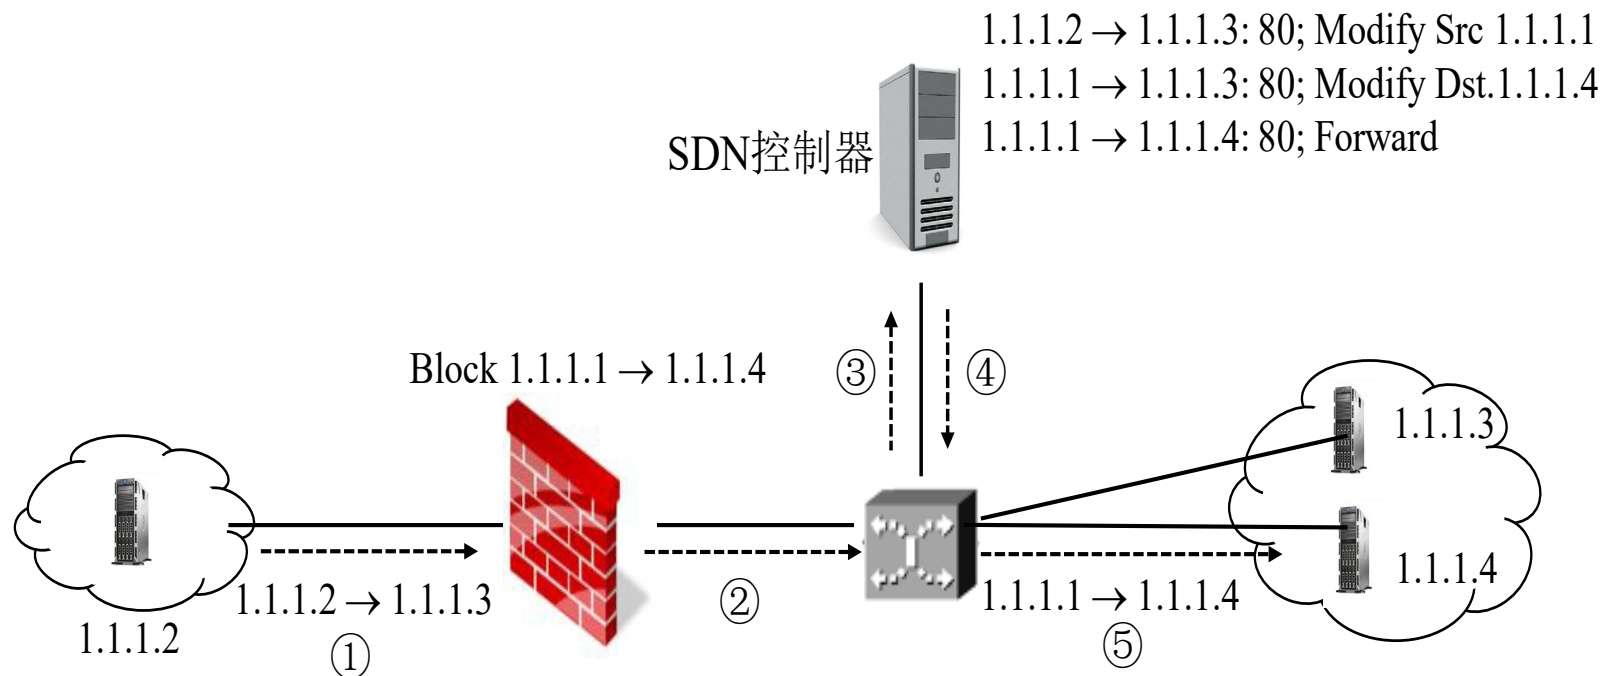 1.1.1.2 → 1.1.1.3: 80; Modify Src 1.1.1.1
1.1.1.1 → 1.1.1.3: 80; Modify Dst.1.1.1.4
1.1.1.1 → 1.1.1.4: 80; Forward
SDN控制器
Block 1.1.1.1 → 1.1.1.4
③
④
1.1.1.3
1.1.1.4
1.1.1.2 → 1.1.1.3
②
1.1.1.1 → 1.1.1.4
1.1.1.2
①
⑤